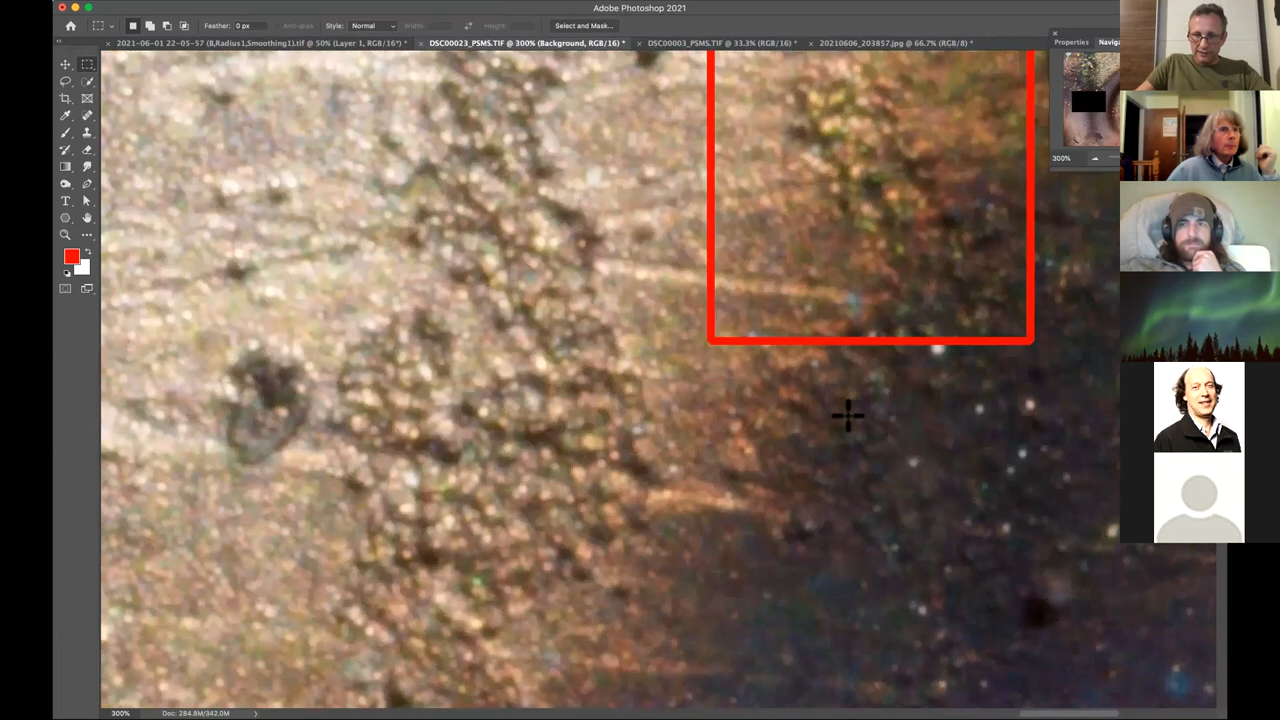 Adobe Photoshop 2021
Feather: 0 px Anti-alias Style: Normal Width: Height: Select and Mask...
2021-06-01 22-05-57 (8,Radius1,Smoothing1).tif @ 50% (Layer 1, RGB/16*) *
DSC00023_PSMS.TIF @ 300% (Background, RGB/16) *
DSC00003_PSMS.TIF @ 33.3% (RGB/16) *
20210606_203857.jpg @ 66.7% (RGB/8) *
Properties Naviga
300%
300% Doc: 284.8M/342.0M